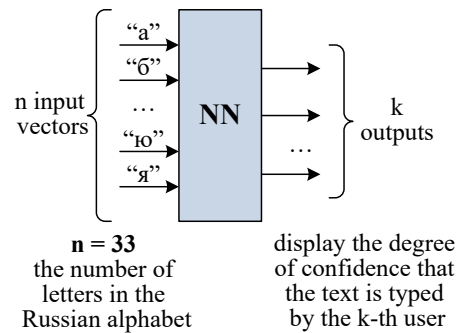 “а”
“б”
…
“ю”
“я”
n input
vectors
NN
…
k
outputs
n = 33
the number of
letters in the
Russian alphabet
display the degree
of confidence that
the text is typed
by the k-th user